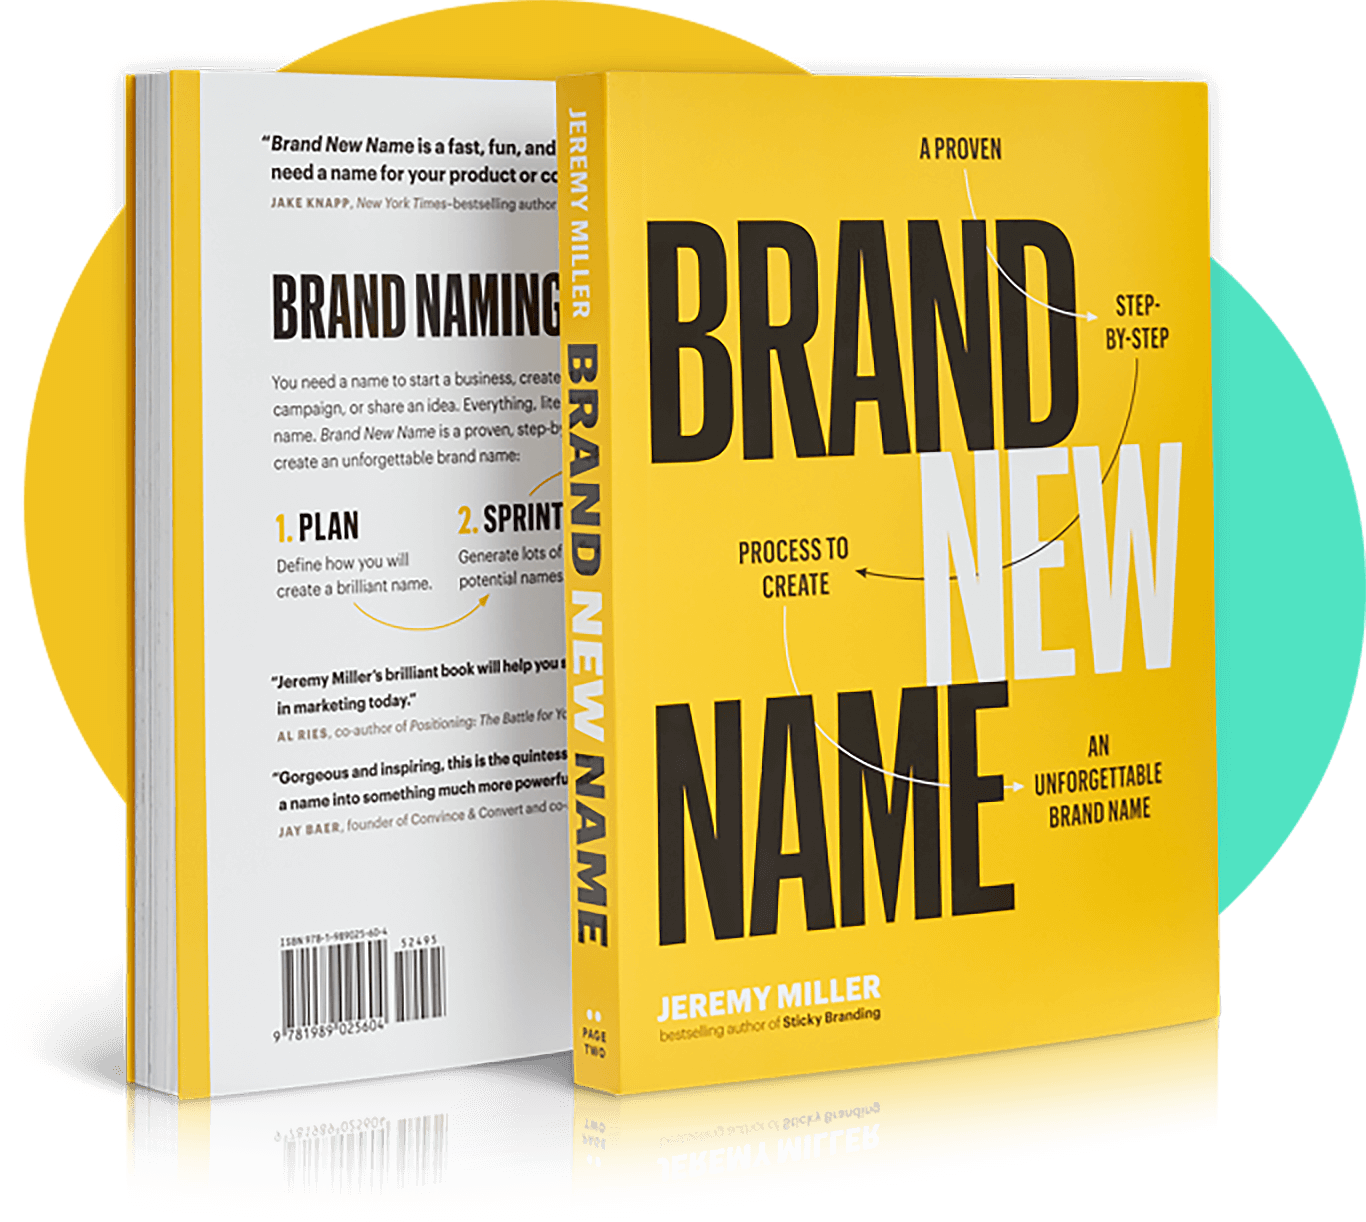 “Brand New Name is a fast, fun, and
need a name for your product or co
JAKE KNAPP, New York Times–bestselling author
BRAND NAMING
You need a name to start a business, create
campaign, or share an idea. Everything, lite
name. Brand New Name is a proven, step-by
create an unforgettable brand name:
1. PLAN
Define how you will
create a brilliant name.
2. SPRINT
Generate lots of
potential names
“Jeremy Miller’s brilliant book will help you s
in marketing today.”
AL RIES, co-author of Positioning: The Battle for Yo
“Gorgeous and inspiring, this is the quintess
a name into something much more powerfu
JAY BAER, founder of Convince & Convert and co-
ISBN 978-1-989025-60-4
52495
9 781989 025604
JEREMY MILLER
BRAND NEW NAME
PAGE
TWO
A PROVEN
BRAND
STEP-
BY-STEP
NEW
PROCESS TO
CREATE
NAME
AN
UNFORGETTABLE
BRAND NAME
JEREMY MILLER
bestselling author of Sticky Branding